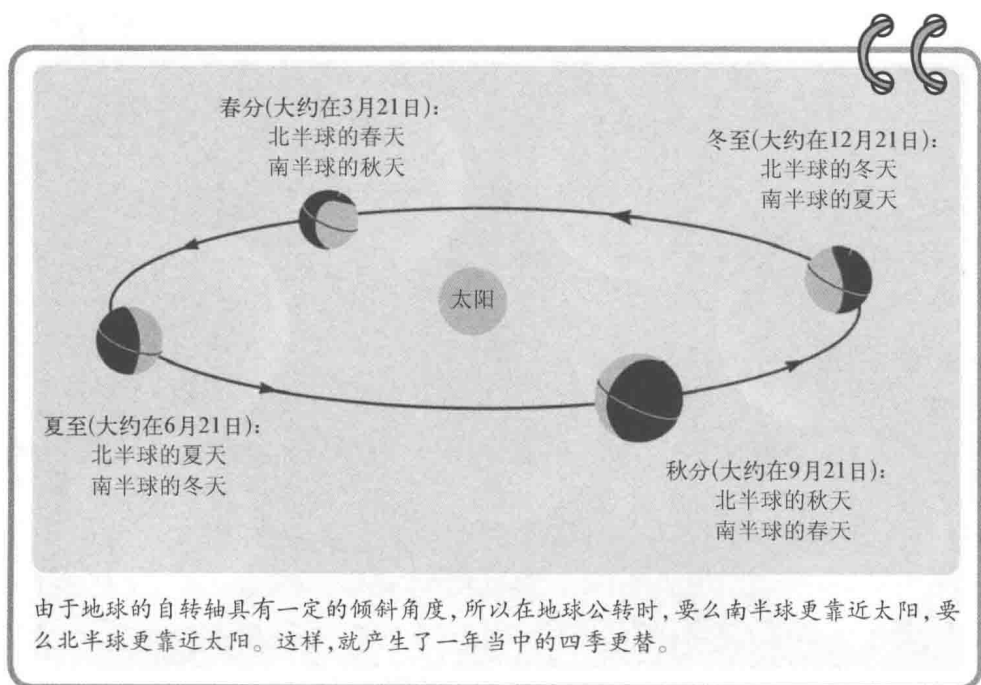 春分(大约在3月21日):
北半球的春天
南半球的秋天
冬至(大约在12月21日):
北半球的冬天
南半球的夏天
太阳
夏至(大约在6月21日):
北半球的夏天
南半球的冬天
秋分(大约在9月21日):
北半球的秋天
南半球的春天
由于地球的自转轴具有一定的倾斜角度,所以在地球公转时,要么南半球更靠近太阳,要
么北半球更靠近太阳。这样,就产生了一年当中的四季更替。